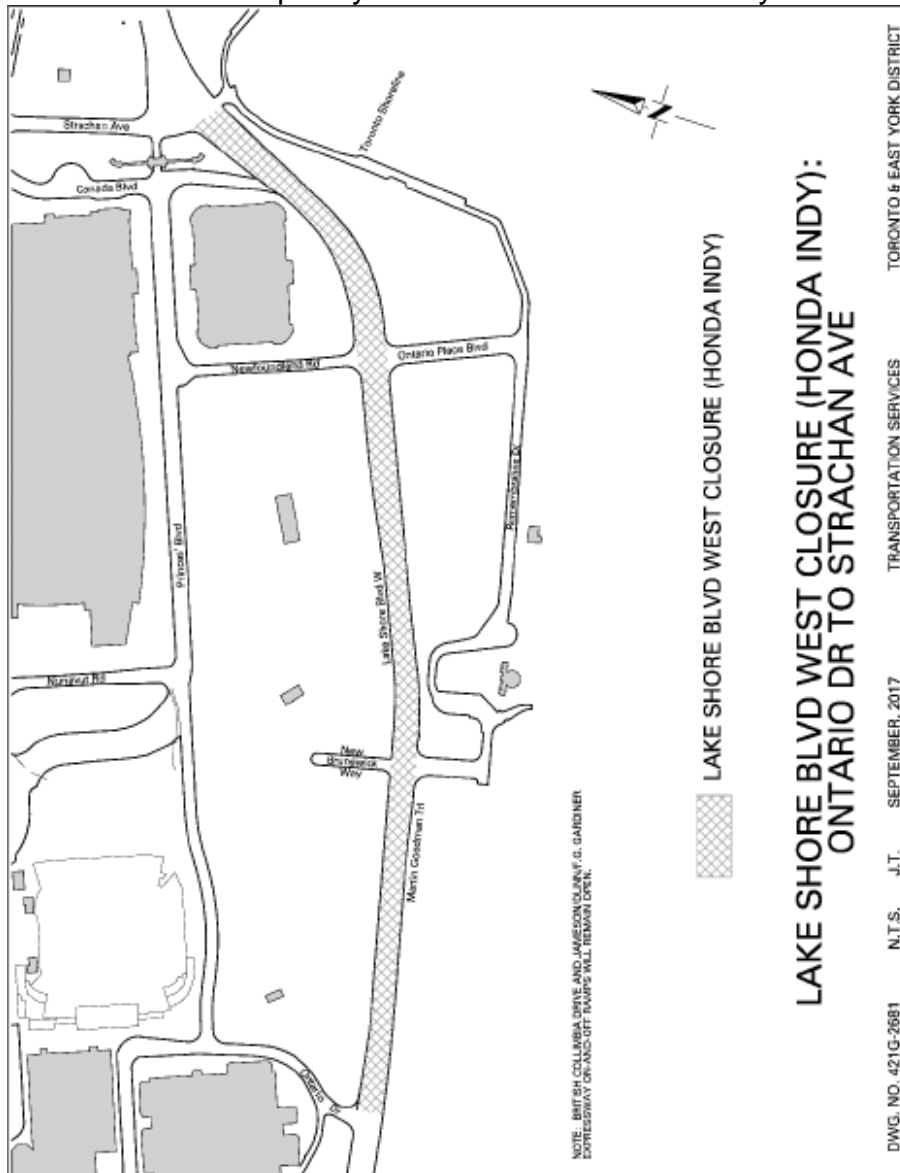 Strachan Ave
Canada Blvd
Toronto Shoreline
Newfoundland Rd
Ontario Place Blvd
Princes' Blvd
Remembrance Dr
Lake Shore Blvd W
Nunavut Rd
New
Brunswick
Way
Martin Goodman Trl
Ontario Dr
N
NOTE: BRITISH COLUMBIA DRIVE AND JAMESON/DUNN/F.G. GARDINER
EXPRESSWAY ON-AND-OFF RAMPS WILL REMAIN OPEN.
LAKE SHORE BLVD WEST CLOSURE (HONDA INDY)
LAKE SHORE BLVD WEST CLOSURE (HONDA INDY):
ONTARIO DR TO STRACHAN AVE
DWG. NO. 421G-2681 N.T.S. J.T. SEPTEMBER, 2017 TRANSPORTATION SERVICES TORONTO & EAST YORK DISTRICT